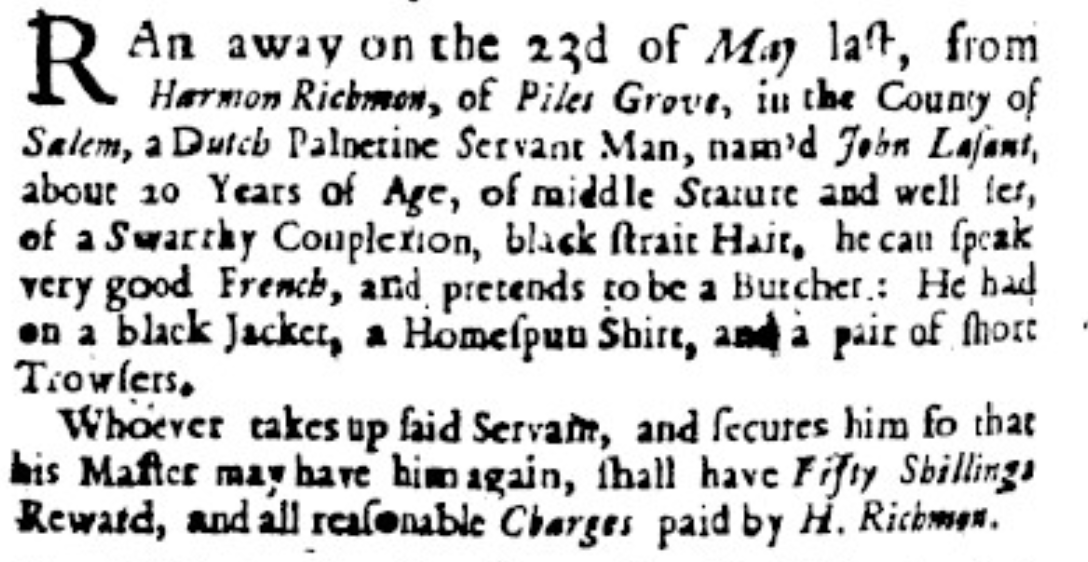 RAn away on the 23d of May laſt, from
Harmon Richmon, of Piles Grove, in the County of
Salem, a Dutch Palnetine Servant Man, nam'd John Laſant,
about 20 Years of Age, of middle Stature and well ſet,
of a Swarthy Couplexion, black ſtrait Hair, he can ſpeak
very good French, and pretends to be a Butcher.: He had
on a black Jacket, a Homeſpun Shirt, and a pair of ſhort
Trowſers.
Whoever takes up ſaid Servant, and ſecures him ſo that
his Maſter may have him again, ſhall have Fifty Shillings
Reward, and all reaſonable Charges paid by H. Richmon.